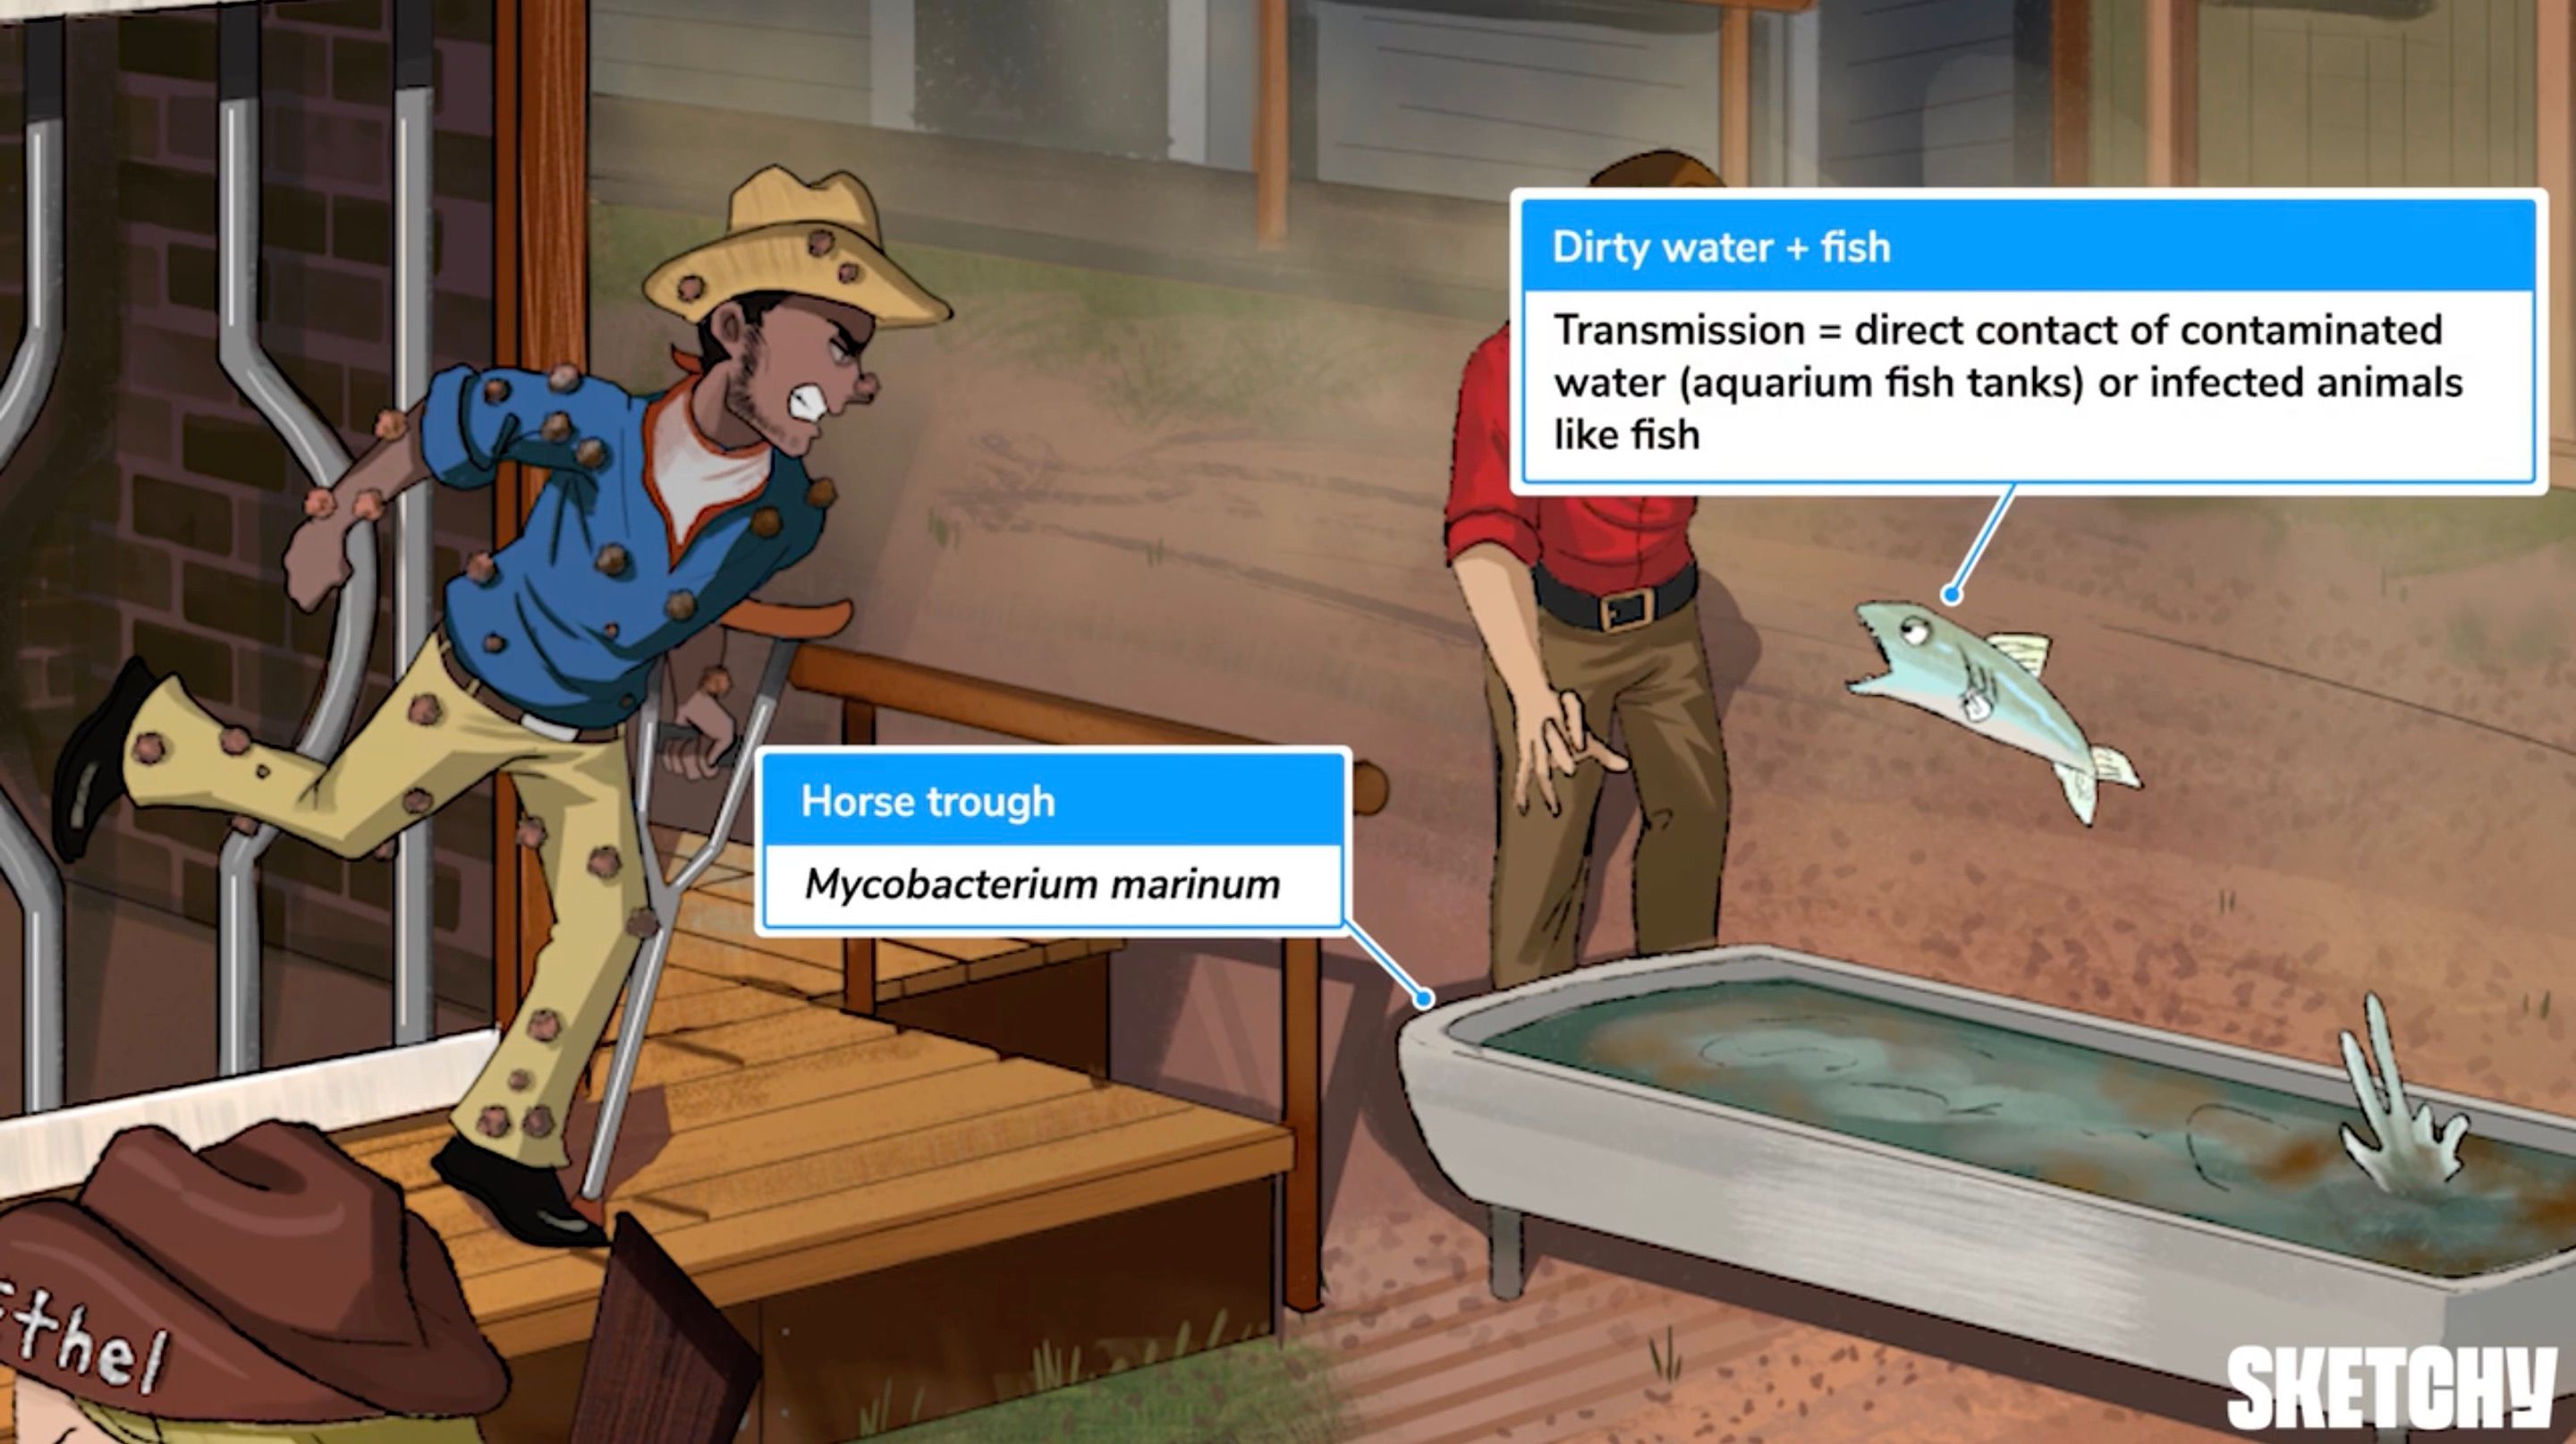 Dirty water + fish
Transmission = direct contact of contaminated
water (aquarium fish tanks) or infected animals
like fish
Horse trough
Mycobacterium marinum
thel
SKETCHY